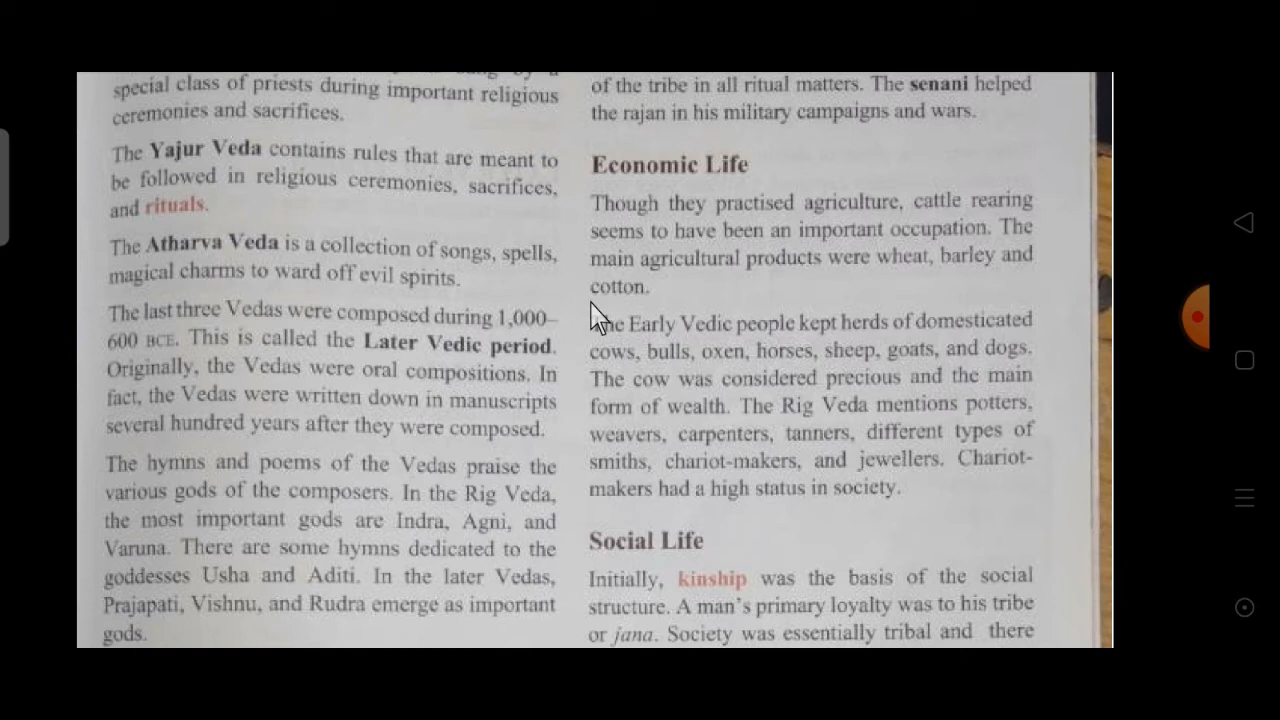 special class of priests during important religious
ceremonies and sacrifices.
The Yajur Veda contains rules that are meant to
be followed in religious ceremonies, sacrifices,
and rituals.
The Atharva Veda is a collection of songs, spells,
magical charms to ward off evil spirits.
The last three Vedas were composed during 1,000–
600 BCE. This is called the Later Vedic period.
Originally, the Vedas were oral compositions. In
fact, the Vedas were written down in manuscripts
several hundred years after they were composed.
The hymns and poems of the Vedas praise the
various gods of the composers. In the Rig Veda,
the most important gods are Indra, Agni, and
Varuna. There are some hymns dedicated to the
goddesses Usha and Aditi. In the later Vedas,
Prajapati, Vishnu, and Rudra emerge as important
gods.
of the tribe in all ritual matters. The senani helped
the rajan in his military campaigns and wars.
Economic Life
Though they practised agriculture, cattle rearing
seems to have been an important occupation. The
main agricultural products were wheat, barley and
cotton.
The Early Vedic people kept herds of domesticated
cows, bulls, oxen, horses, sheep, goats, and dogs.
The cow was considered precious and the main
form of wealth. The Rig Veda mentions potters,
weavers, carpenters, tanners, different types of
smiths, chariot-makers, and jewellers. Chariot-
makers had a high status in society.
Social Life
Initially, kinship was the basis of the social
structure. A man's primary loyalty was to his tribe
or jana. Society was essentially tribal and there